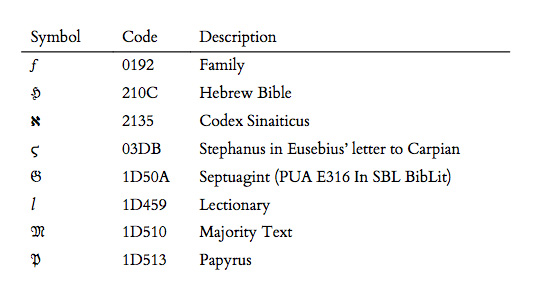 Symbol Code Description
ƒ 0192 Family
ℌ 210C Hebrew Bible
ℵ 2135 Codex Sinaiticus
ϛ 03DB Stephanus in Eusebius’ letter to Carpian
𝔊 1D50A Septuagint (PUA E316 In SBL BibLit)
𝑙 1D459 Lectionary
𝔐 1D510 Majority Text
𝔓 1D513 Papyrus